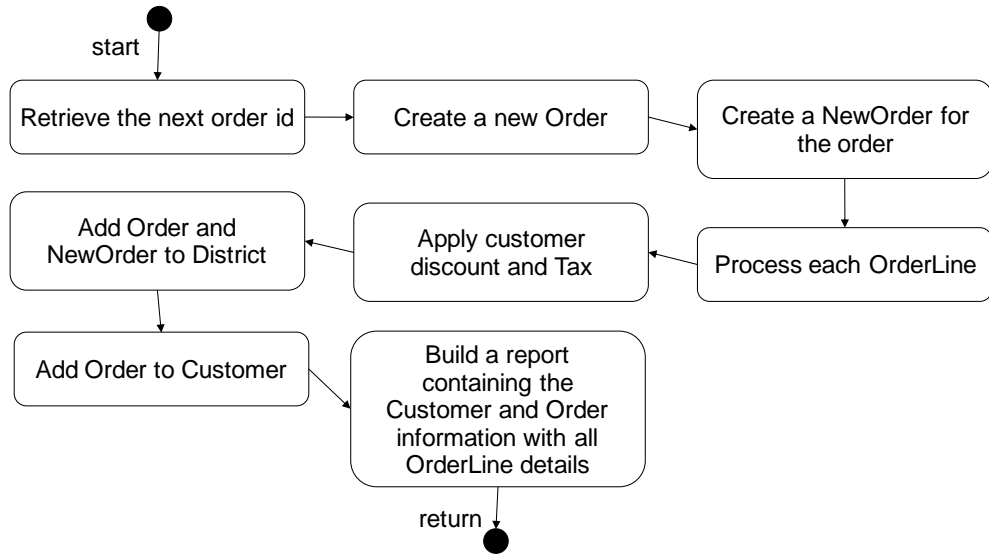 start
Retrieve the next order id
Create a new Order
Create a NewOrder for
the order
Process each OrderLine
Apply customer
discount and Tax
Add Order and
NewOrder to District
Add Order to Customer
Build a report
containing the
Customer and Order
information with all
OrderLine details
return